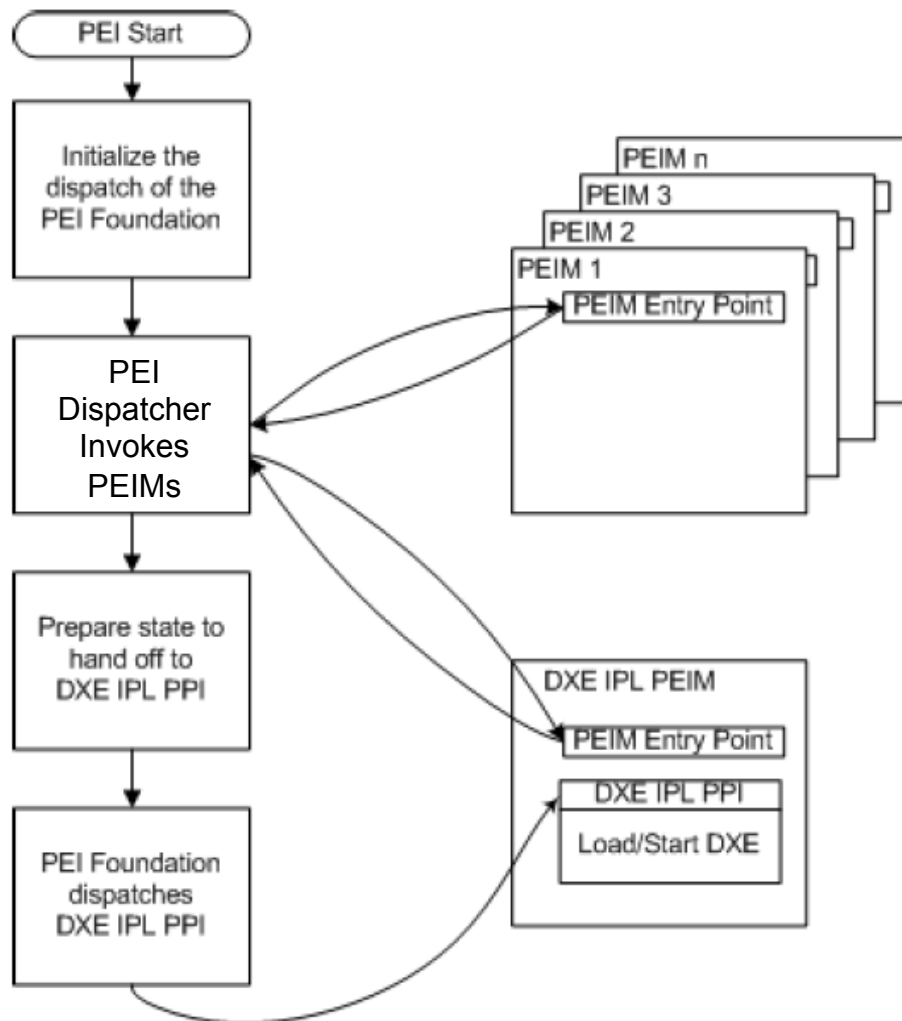 PEI Start
Initialize the
dispatch of the
PEI Foundation
PEI
Dispatcher
Invokes
PEIMs
Prepare state to
hand off to
DXE IPL PPI
PEI Foundation
dispatches
DXE IPL PPI
PEIM n
PEIM 3
PEIM 2
PEIM 1
PEIM Entry Point
DXE IPL PEIM
PEIM Entry Point
DXE IPL PPI
Load/Start DXE